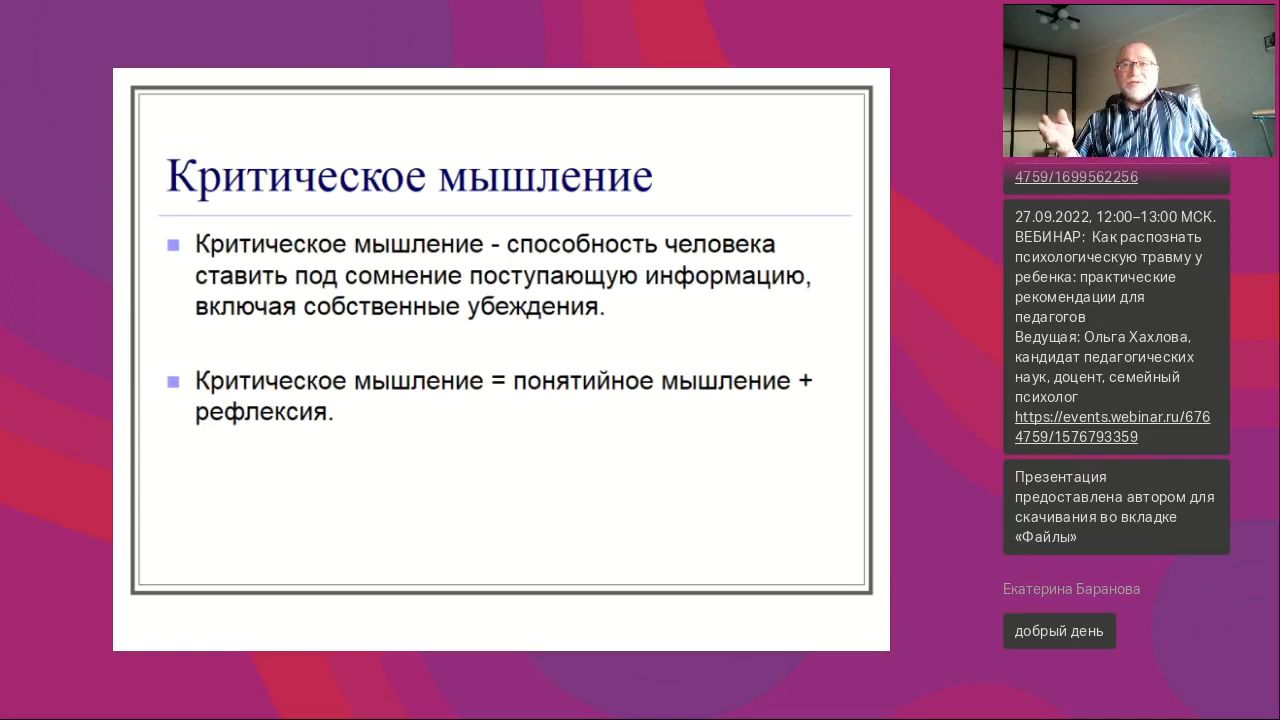 Критическое мышление
Критическое мышление - способность человека
ставить под сомнение поступающую информацию,
включая собственные убеждения.
Критическое мышление = понятийное мышление +
рефлексия.
4759/1699562256
27.09.2022, 12:00–13:00 МСК.
ВЕБИНАР: Как распознать
психологическую травму у
ребенка: практические
рекомендации для
педагогов
Ведущая: Ольга Хахлова,
кандидат педагогических
наук, доцент, семейный
психолог
https://events.webinar.ru/676
4759/1576793359
Презентация
предоставлена автором для
скачивания во вкладке
«Файлы»
Екатерина Баранова
добрый день